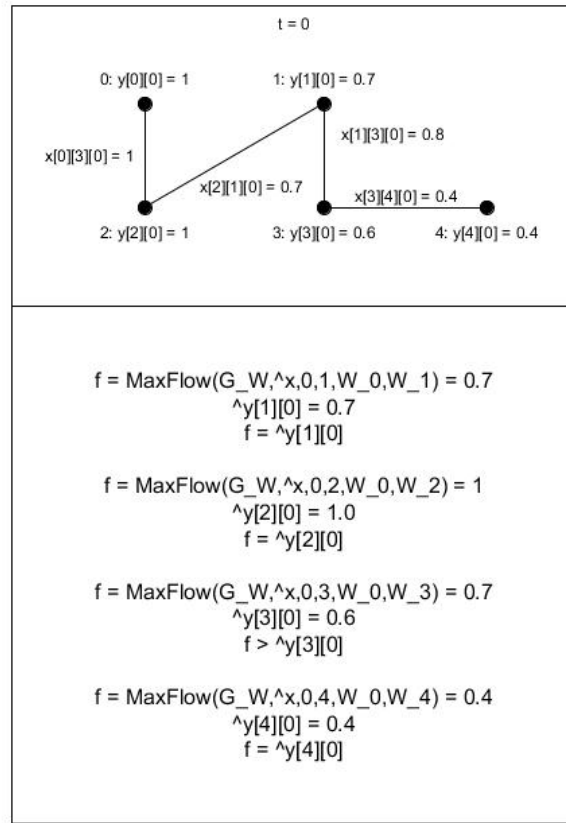 t = 0
0: y[0][0] = 1
1: y[1][0] = 0.7
x[0][3][0] = 1
x[1][3][0] = 0.8
x[2][1][0] = 0.7
x[3][4][0] = 0.4
2: y[2][0] = 1
3: y[3][0] = 0.6
4: y[4][0] = 0.4
f = MaxFlow(G_W,^x,0,1,W_0,W_1) = 0.7
^y[1][0] = 0.7
f = ^y[1][0]
f = MaxFlow(G_W,^x,0,2,W_0,W_2) = 1
^y[2][0] = 1.0
f = ^y[2][0]
f = MaxFlow(G_W,^x,0,3,W_0,W_3) = 0.7
^y[3][0] = 0.6
f > ^y[3][0]
f = MaxFlow(G_W,^x,0,4,W_0,W_4) = 0.4
^y[4][0] = 0.4
f = ^y[4][0]